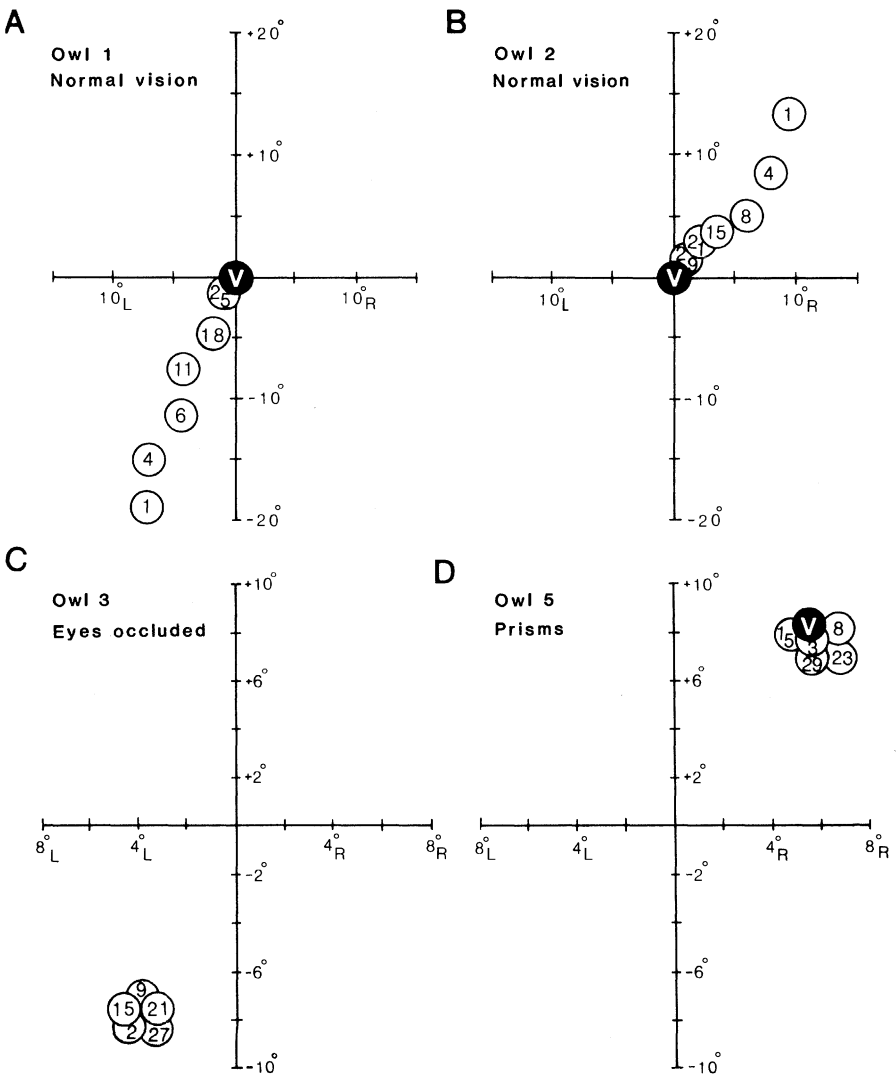 A
Owl 1
Normal vision
+20°
+10°
10°L
10°R
-10°
-20°
V
25
18
11
6
4
1
B
Owl 2
Normal vision
+20°
+10°
10°L
10°R
-10°
-20°
1
4
8
15
21
29
V
C
Owl 3
Eyes occluded
+10°
+6°
+2°
8°L
4°L
4°R
8°R
-2°
-6°
-10°
9
15
21
2
27
D
Owl 5
Prisms
+10°
+6°
+2°
8°L
4°L
4°R
8°R
-2°
-6°
-10°
V
8
15
3
29
23